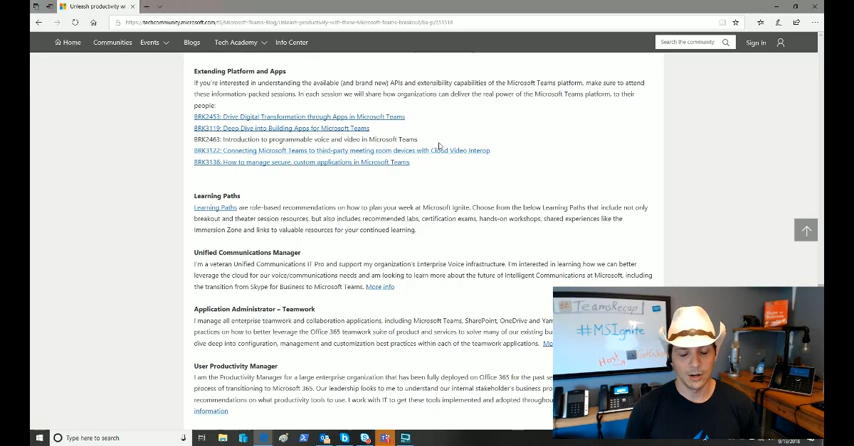 Unleash productivity w
https://techcommunity.microsoft.com/t5/Microsoft-Teams-Blog/Unleash-productivity-with-these-Microsoft-Teams-breakout/ba-p/251518
Home Communities Events Blogs Tech Academy Info Center Search the community Sign In
Extending Platform and Apps
If you're interested in understanding the available (and brand new) APIs and extensibility capabilities of the Microsoft Teams platform, make sure to attend
these information-packed sessions. In each session we will share how organizations can deliver the real power of the Microsoft Teams platform, to their
people:
BRK2453: Drive Digital Transformation through Apps in Microsoft Teams
BRK3119: Deep Dive into Building Apps for Microsoft Teams
BRK2463: Introduction to programmable voice and video in Microsoft Teams
BRK3122: Connecting Microsoft Teams to third-party meeting room devices with Cloud Video Interop
BRK3136: How to manage secure, custom applications in Microsoft Teams
Learning Paths
Learning Paths are role-based recommendations on how to plan your week at Microsoft Ignite. Choose from the below Learning Paths that include not only
breakout and theater session resources, but also includes recommended labs, certification exams, hands-on workshops, shared experiences like the
Immersion Zone and links to valuable resources for your continued learning.
Unified Communications Manager
I'm a veteran Unified Communications IT Pro and support my organization's Enterprise Voice infrastructure. I'm interested in learning how we can better
leverage the cloud for our voice/communications needs and am looking to learn more about the future of Intelligent Communications at Microsoft, including
the transition from Skype for Business to Microsoft Teams. More info
Application Administrator – Teamwork
I manage all enterprise teamwork and collaboration applications, including Microsoft Teams, SharePoint, OneDrive and Yam
practices on how to better leverage the Office 365 teamwork suite of product and services to solve many of our existing bu
dive deep into configuration, management and customization best practices within each of the teamwork applications. Mo
User Productivity Manager
I am the Productivity Manager for a large enterprise organization that has been fully deployed on Office 365 for the past se
process of transitioning to Microsoft 365. Our leadership looks to me to understand our internal stakeholder's business pro
recommendations on what productivity tools to use. I work with IT to get these tools implemented and adopted throughou
information
#TeamsRecap
#MSIgnite
Host
Type here to search
9/19/2018